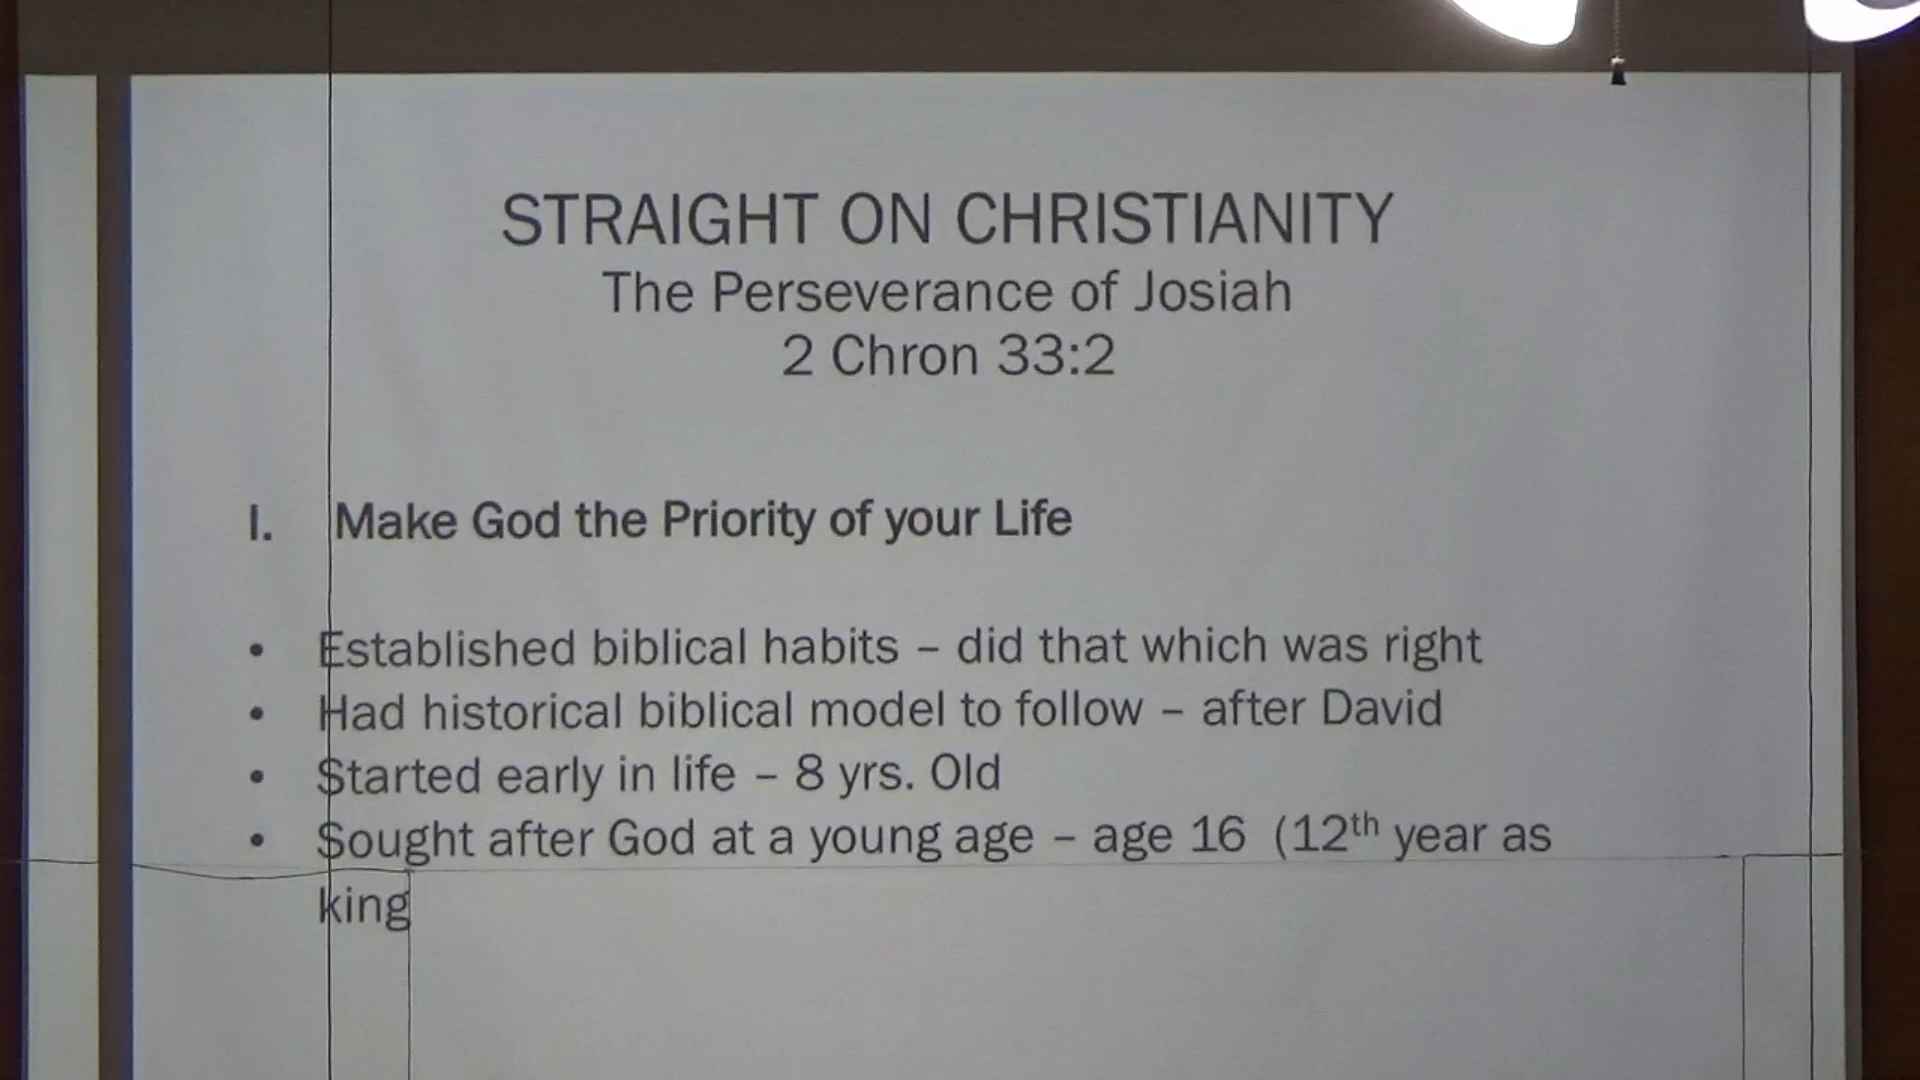 STRAIGHT ON CHRISTIANITY
The Perseverance of Josiah
2 Chron 33:2
I. Make God the Priority of your Life
• Established biblical habits – did that which was right
• Had historical biblical model to follow – after David
• Started early in life – 8 yrs. Old
• Sought after God at a young age – age 16 (12th year as
king